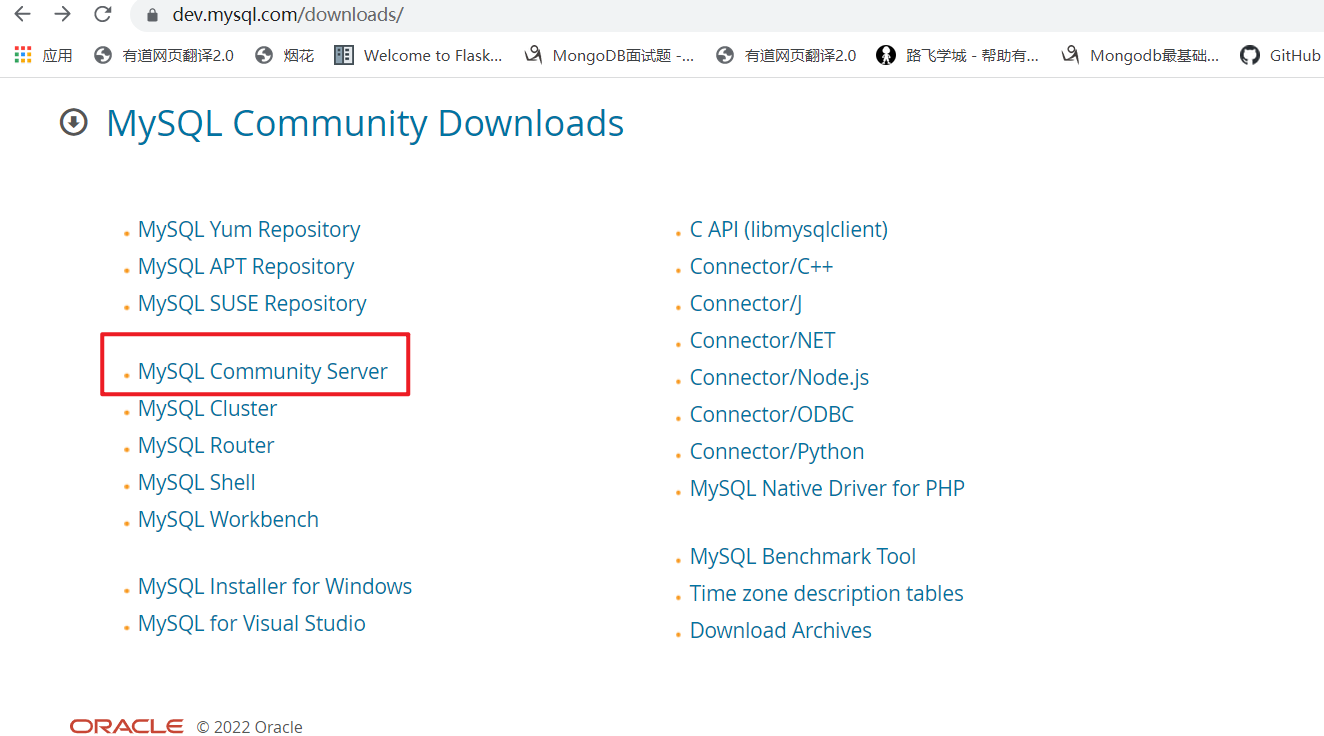 dev.mysql.com/downloads/
应用 有道网页翻译2.0 烟花 Welcome to Flask... MongoDB面试题 -... 有道网页翻译2.0 路飞学城 - 帮助有... Mongodb最基础... GitHub
MySQL Community Downloads
MySQL Yum Repository
MySQL APT Repository
MySQL SUSE Repository
MySQL Community Server
MySQL Cluster
MySQL Router
MySQL Shell
MySQL Workbench
MySQL Installer for Windows
MySQL for Visual Studio
C API (libmysqlclient)
Connector/C++
Connector/J
Connector/NET
Connector/Node.js
Connector/ODBC
Connector/Python
MySQL Native Driver for PHP
MySQL Benchmark Tool
Time zone description tables
Download Archives
ORACLE © 2022 Oracle